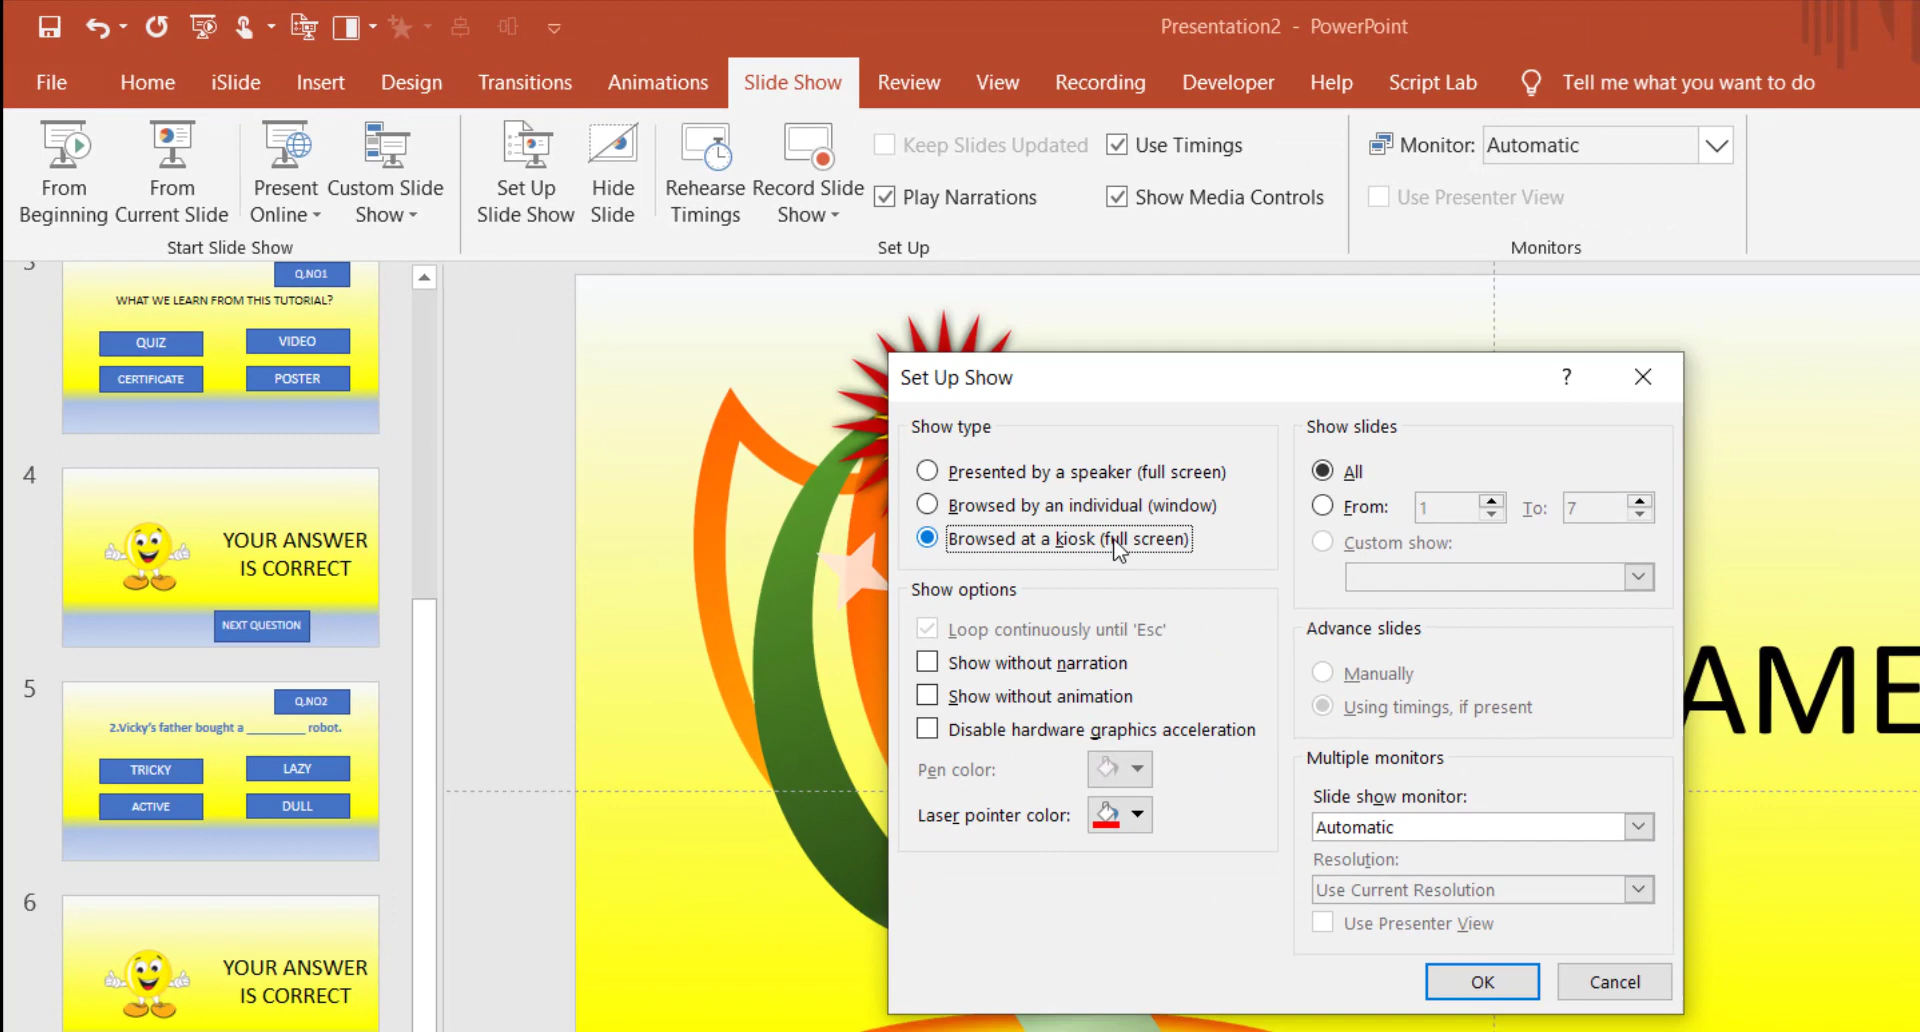 Presentation2 - PowerPoint
File Home iSlide Insert Design Transitions Animations Slide Show Review View Recording Developer Help Script Lab Tell me what you want to do
From Beginning
From Current Slide
Present Online
Custom Slide Show
Set Up Slide Show
Hide Slide
Rehearse Timings
Record Slide Show
Keep Slides Updated
Play Narrations
Use Timings
Show Media Controls
Monitor: Automatic
Use Presenter View
Start Slide Show
Set Up
Monitors
3
Q.NO1
WHAT WE LEARN FROM THIS TUTORIAL?
QUIZ VIDEO
CERTIFICATE POSTER
4
YOUR ANSWER
IS CORRECT
NEXT QUESTION
5
Q.NO2
2.Vicky's father bought a _________ robot.
TRICKY LAZY
ACTIVE DULL
6
YOUR ANSWER
IS CORRECT
AME
Set Up Show ?
Show type
Presented by a speaker (full screen)
Browsed by an individual (window)
Browsed at a kiosk (full screen)
Show options
Loop continuously until 'Esc'
Show without narration
Show without animation
Disable hardware graphics acceleration
Pen color:
Laser pointer color:
Show slides
All
From: 1 To: 7
Custom show:
Advance slides
Manually
Using timings, if present
Multiple monitors
Slide show monitor:
Automatic
Resolution:
Use Current Resolution
Use Presenter View
OK Cancel